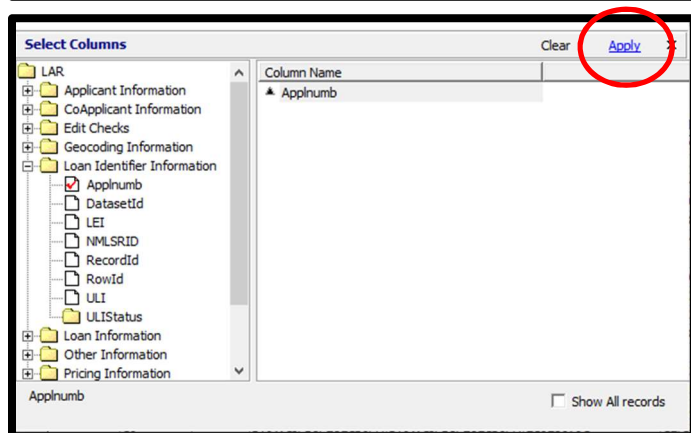 Select Columns Clear Apply X
LAR
Applicant Information
CoApplicant Information
Edit Checks
Geocoding Information
Loan Identifier Information
Applnumb
DatasetId
LEI
NMLSRID
RecordId
RowId
ULI
ULIStatus
Loan Information
Other Information
Pricing Information
Column Name
Applnumb
Applnumb
Show All records